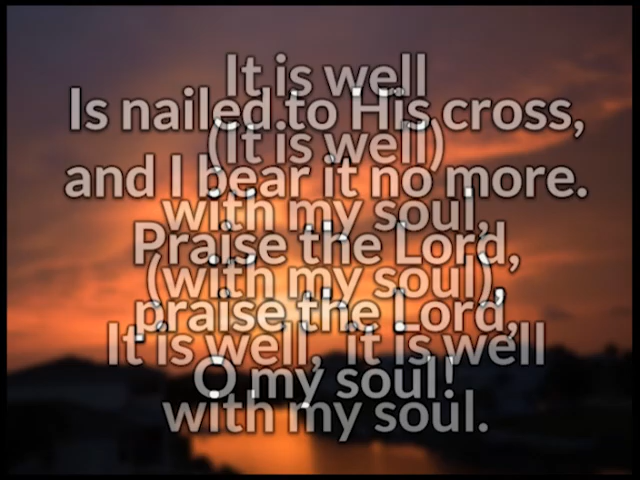 It is well
Is nailed to His cross,
(It is well)
and I bear it no more.
with my soul,
Praise the Lord,
(with my soul),
praise the Lord,
It is well, it is well
O my soul!
with my soul.